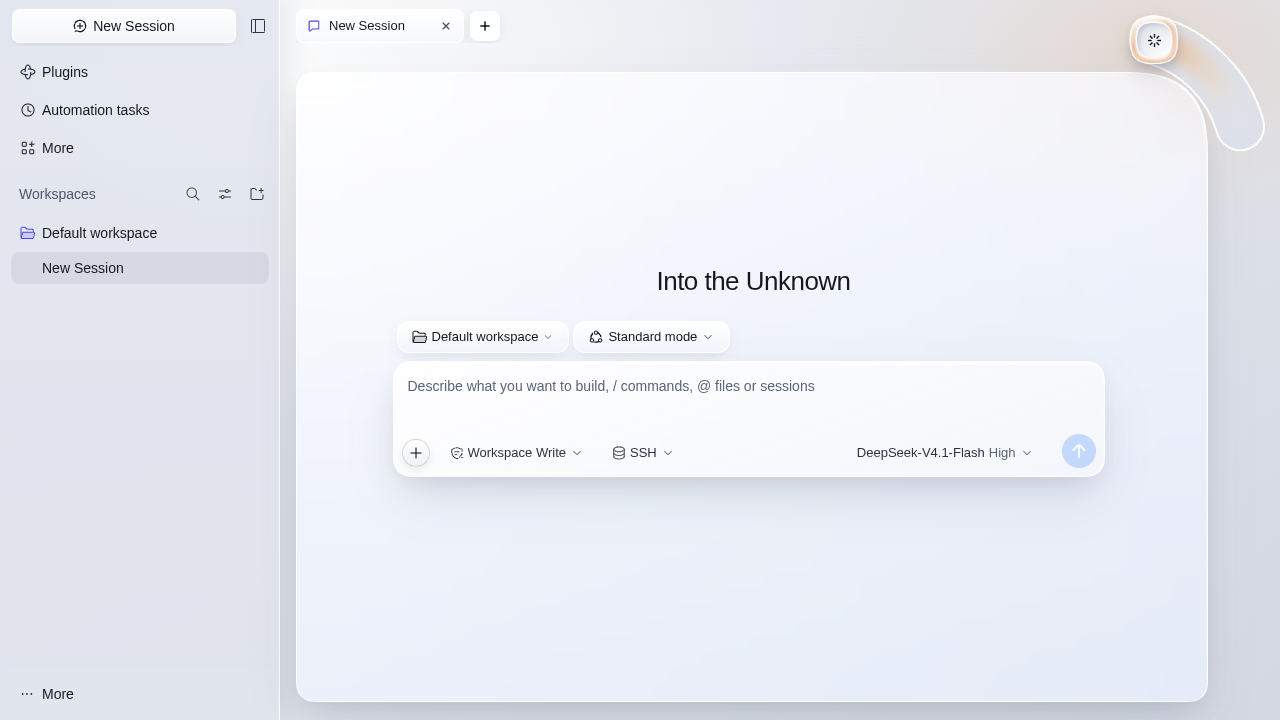 New Session
Plugins
Automation tasks
More
Workspaces
Default workspace
New Session
More
New Session
Into the Unknown
Default workspace
Standard mode
Describe what you want to build, / commands, @ files or sessions
Workspace Write
SSH
DeepSeek-V4.1-Flash High